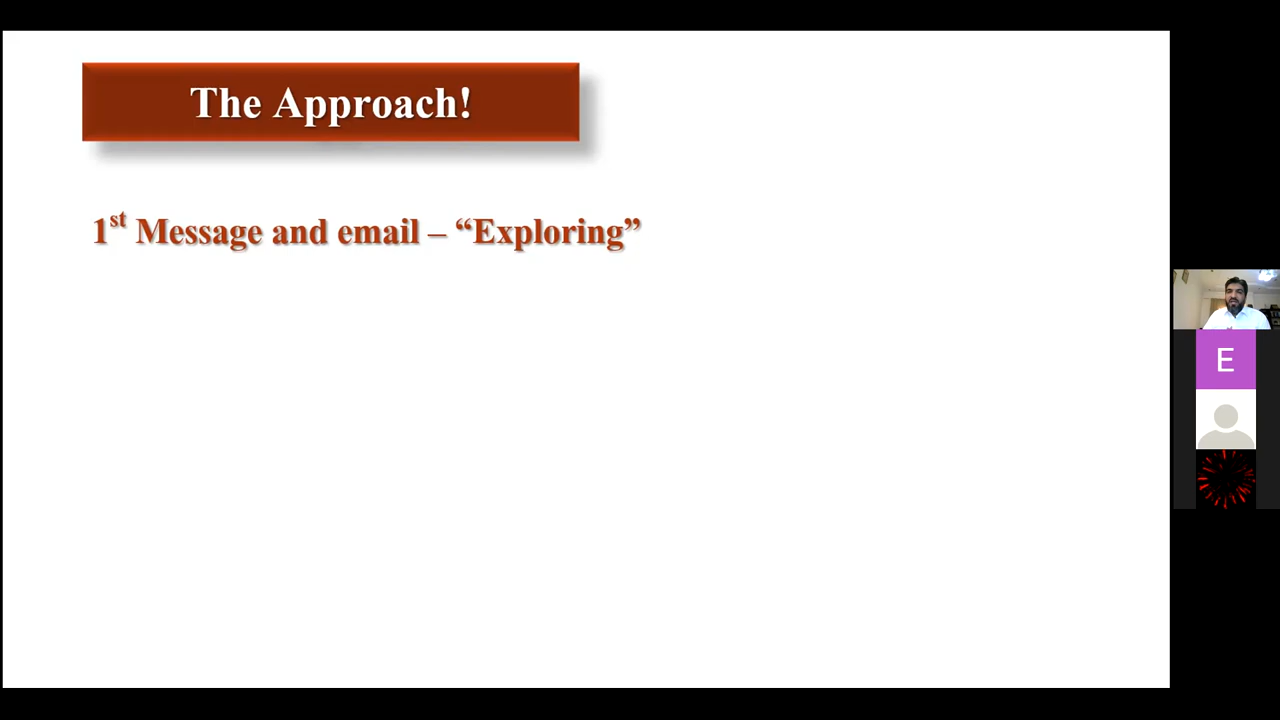 The Approach!
1st Message and email – “Exploring”
E